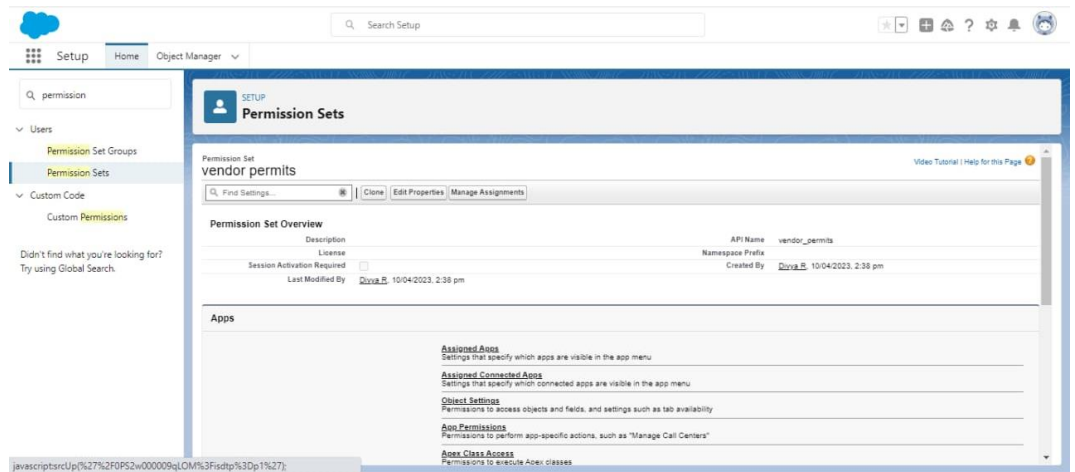 Search Setup
Setup
Home
Object Manager
permission
Users
Permission Set Groups
Permission Sets
Custom Code
Custom Permissions
Didn't find what you're looking for?
Try using Global Search.
SETUP
Permission Sets
Permission Set
vendor permits
Video Tutorial | Help for this Page
Find Settings...
Clone
Edit Properties
Manage Assignments
Permission Set Overview
Description
API Name vendor_permits
License
Namespace Prefix
Session Activation Required
Created By Divya R, 10/04/2023, 2:38 pm
Last Modified By Divya R, 10/04/2023, 2:38 pm
Apps
Assigned Apps
Settings that specify which apps are visible in the app menu
Assigned Connected Apps
Settings that specify which connected apps are visible in the app menu
Object Settings
Permissions to access objects and fields, and settings such as tab availability
App Permissions
Permissions to perform app-specific actions, such as "Manage Call Centers"
Apex Class Access
Permissions to execute Apex classes
javascript:srcUp(%27%2F0PS2w000009qLOM%3Fisdtp%3Dp1%27);